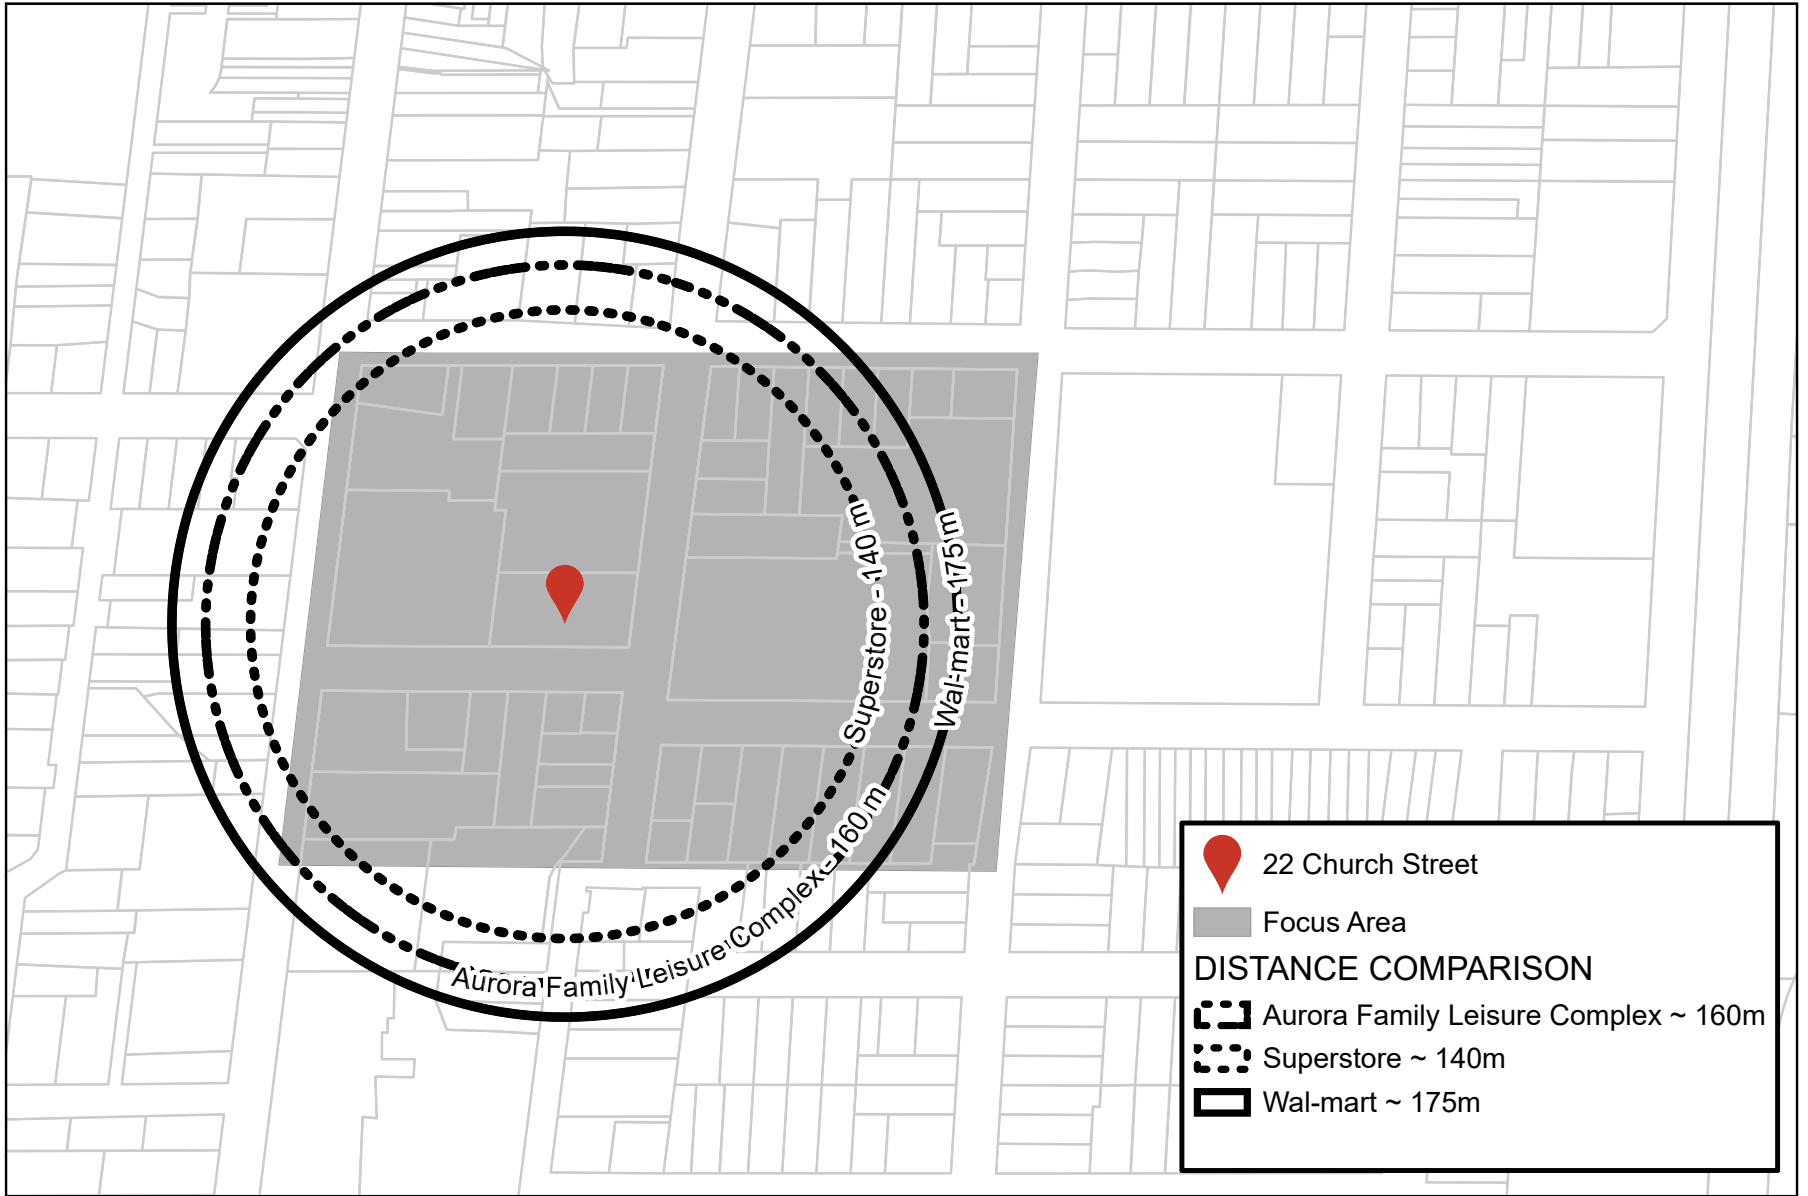 Superstore - 140 m
Wal-mart - 175 m
Aurora Family Leisure Complex - 160 m
22 Church Street
Focus Area
DISTANCE COMPARISON
Aurora Family Leisure Complex ~ 160m
Superstore ~ 140m
Wal-mart ~ 175m